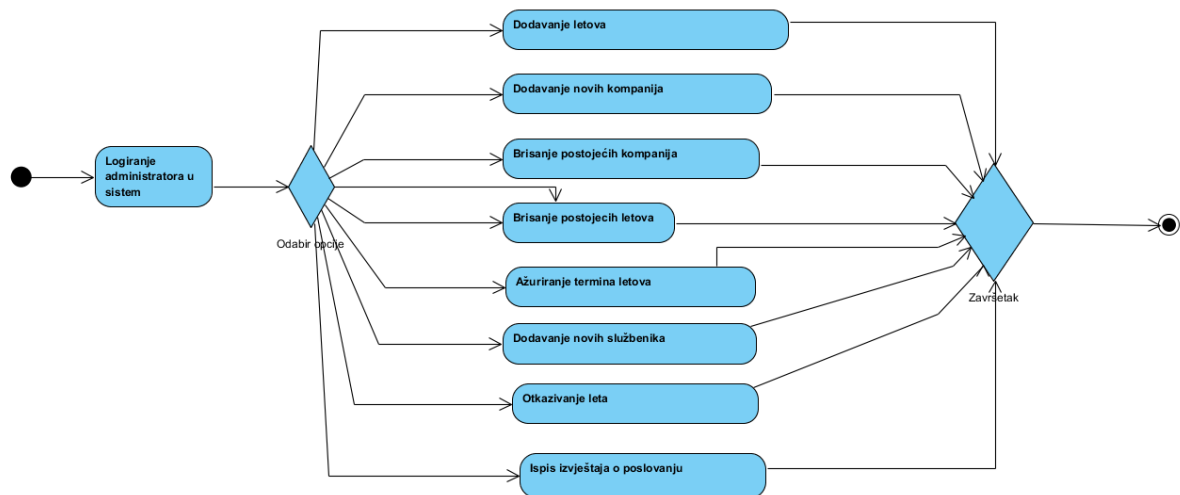 Logiranje
administratora u
sistem
Odabir opcije
Dodavanje letova
Dodavanje novih kompanija
Brisanje postojećih kompanija
Brisanje postojecih letova
Ažuriranje termina letova
Dodavanje novih službenika
Otkazivanje leta
Ispis izvještaja o poslovanju
Završetak